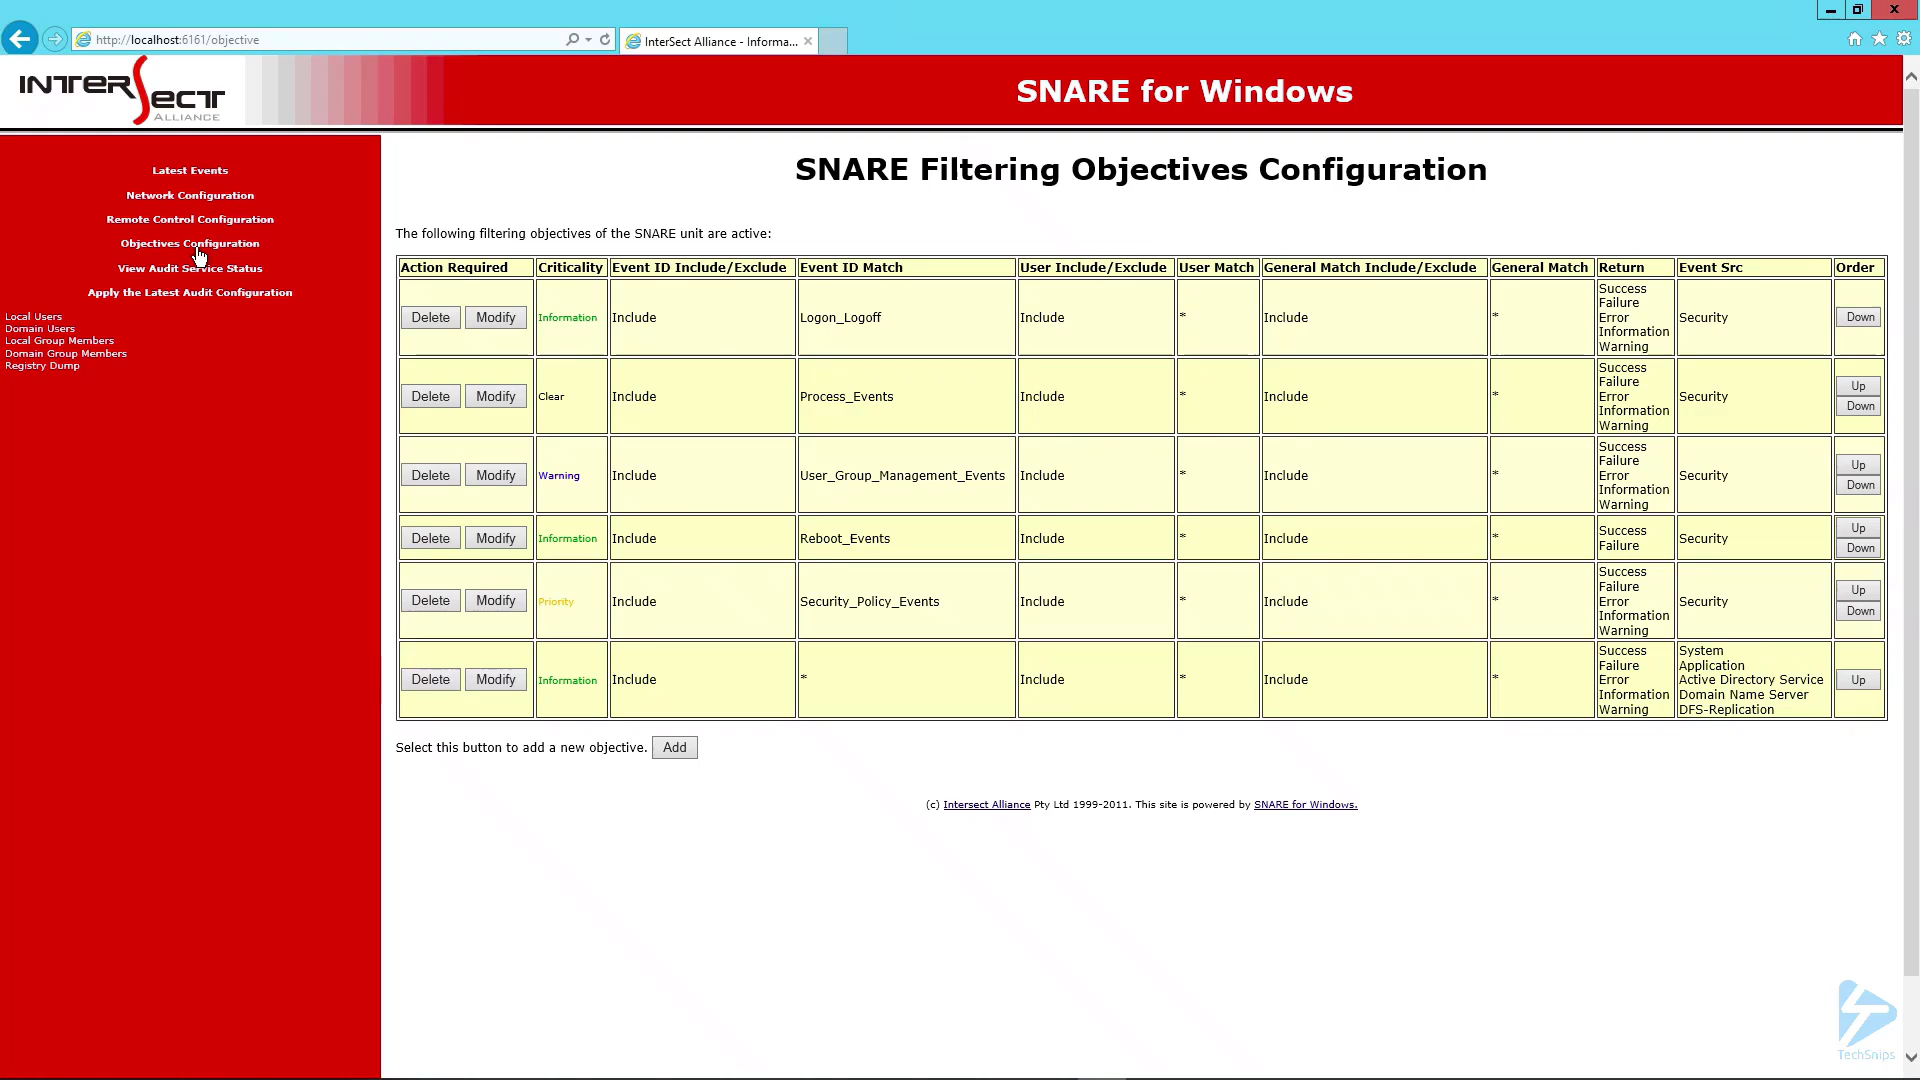 http://localhost:6161/objective
InterSect Alliance - Informa...
INTERSECT
ALLIANCE
SNARE for Windows
Latest Events
Network Configuration
Remote Control Configuration
Objectives Configuration
View Audit Service Status
Apply the Latest Audit Configuration
Local Users
Domain Users
Local Group Members
Domain Group Members
Registry Dump
SNARE Filtering Objectives Configuration
The following filtering objectives of the SNARE unit are active:
Action Required Criticality Event ID Include/Exclude Event ID Match User Include/Exclude User Match General Match Include/Exclude General Match Return Event Src Order
Delete Modify Information Include Logon_Logoff Include * Include * Success
Failure
Error
Information
Warning
Security Down
Delete Modify Clear Include Process_Events Include * Include * Success
Failure
Error
Information
Warning
Security Up
Down
Delete Modify Warning Include User_Group_Management_Events Include * Include * Success
Failure
Error
Information
Warning
Security Up
Down
Delete Modify Information Include Reboot_Events Include * Include * Success
Failure
Security Up
Down
Delete Modify Priority Include Security_Policy_Events Include * Include * Success
Failure
Error
Information
Warning
Security Up
Down
Delete Modify Information Include * Include * Include * Success
Failure
Error
Information
Warning
System
Application
Active Directory Service
Domain Name Server
DFS-Replication
Up
Select this button to add a new objective. Add
(c) Intersect Alliance Pty Ltd 1999-2011. This site is powered by SNARE for Windows.
TechSnips